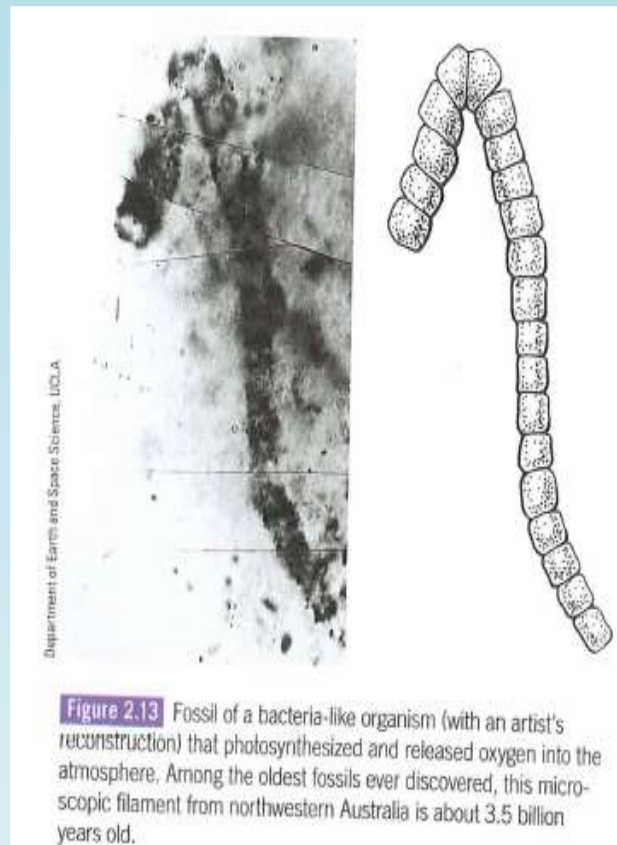 Department of Earth and Space Science, UCLA
Figure 2.13 Fossil of a bacteria-like organism (with an artist's
reconstruction) that photosynthesized and released oxygen into the
atmosphere. Among the oldest fossils ever discovered, this micro-
scopic filament from northwestern Australia is about 3.5 billion
years old.